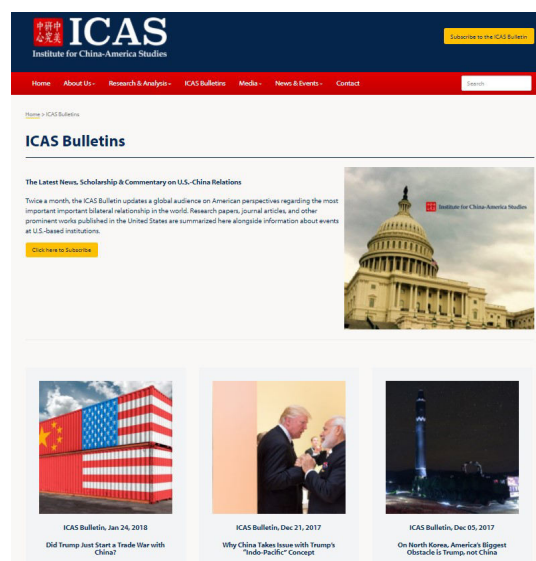 中研中
心究美
ICAS
Institute for China-America Studies
Subscribe to the ICAS Bulletin
Home About Us Research & Analysis ICAS Bulletins Media News & Events Contact
Search
Home > ICAS Bulletins
ICAS Bulletins
The Latest News, Scholarship & Commentary on U.S.-China Relations
Twice a month, the ICAS Bulletin updates a global audience on American perspectives regarding the most
important important bilateral relationship in the world. Research papers, journal articles, and other
prominent works published in the United States are summarized here alongside information about events
at U.S.-based institutions.
Click here to Subscribe
Institute for China-America Studies
ICAS Bulletin, Jan 24, 2018
Did Trump Just Start a Trade War with
China?
ICAS Bulletin, Dec 21, 2017
Why China Takes Issue with Trump's
"Indo-Pacific" Concept
ICAS Bulletin, Dec 05, 2017
On North Korea, America's Biggest
Obstacle is Trump, not China